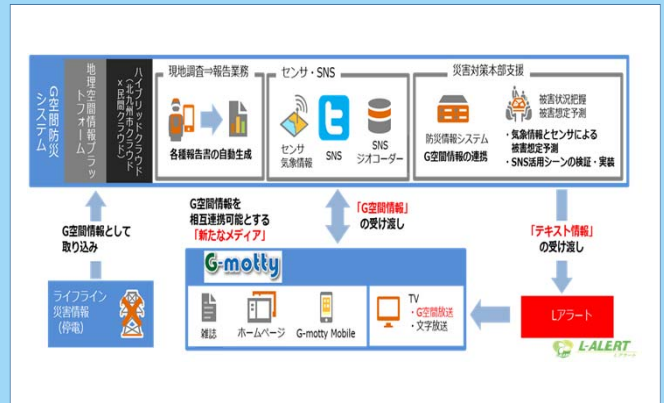 G空間防災
システム
地理空間情報プラッ
トフォーム
ハイブリッドクラウド
（北九州市クラウド
x民間クラウド）
現地調査⇒報告業務
各種報告書の自動生成
センサ・SNS
センサ
気象情報
SNS
SNS
ジオコーダー
災害対策本部支援
防災情報システム
G空間情報の連携
被害状況把握
被害想定予測
・気象情報とセンサによる
被害想定予測
・SNS活用シーンの検証・実装
G空間情報として
取り込み
G空間情報を
相互連携可能とする
「新たなメディア」
「G空間情報」
の受け渡し
「テキスト情報」
の受け渡し
ライフライン
災害情報
（停電）
G-motty
雑誌
ホームページ
G-motty Mobile
TV
・G空間放送
・文字放送
Lアラート
L-ALERT
Lアラート